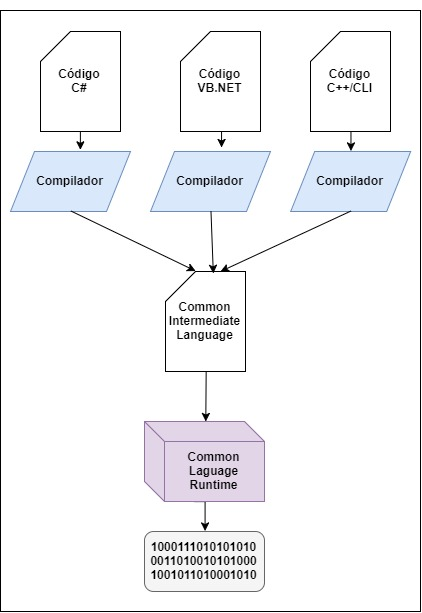 Código
C#
Código
VB.NET
Código
C++/CLI
Compilador
Compilador
Compilador
Common
Intermediate
Language
Common
Laguage
Runtime
1000111010101010
0011010010101000
1001011010001010